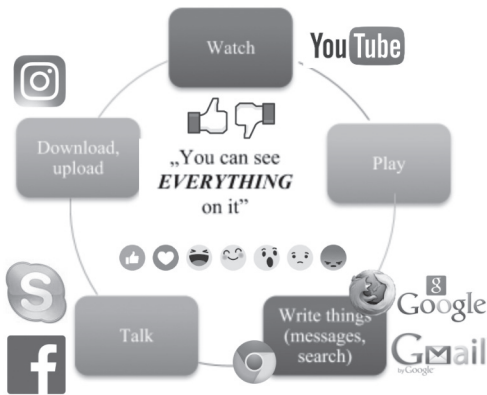 Watch
YouTube
Download,
upload
„You can see
EVERYTHING
on it”
Play
Talk
Write things
(messages,
search)
8
Google
Gmail
by Google
S
f